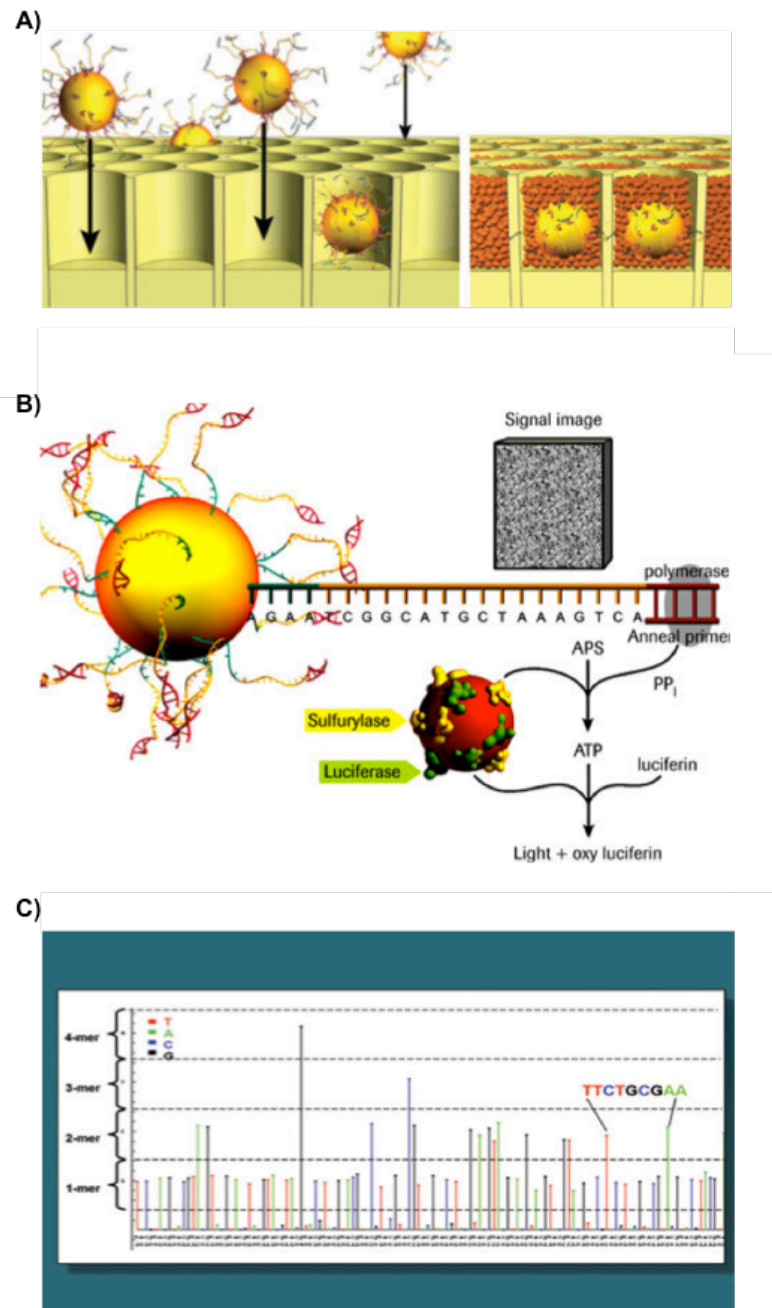 A)
B)
Signal image
polymerase
A G A A T C G G C A T G C T A A A G T C A
Anneal primer
APS
PPI
Sulfurylase
Luciferase
ATP
luciferin
Light + oxy luciferin
C)
T
A
C
G
4-mer
3-mer
2-mer
1-mer
TTCTGCGAA